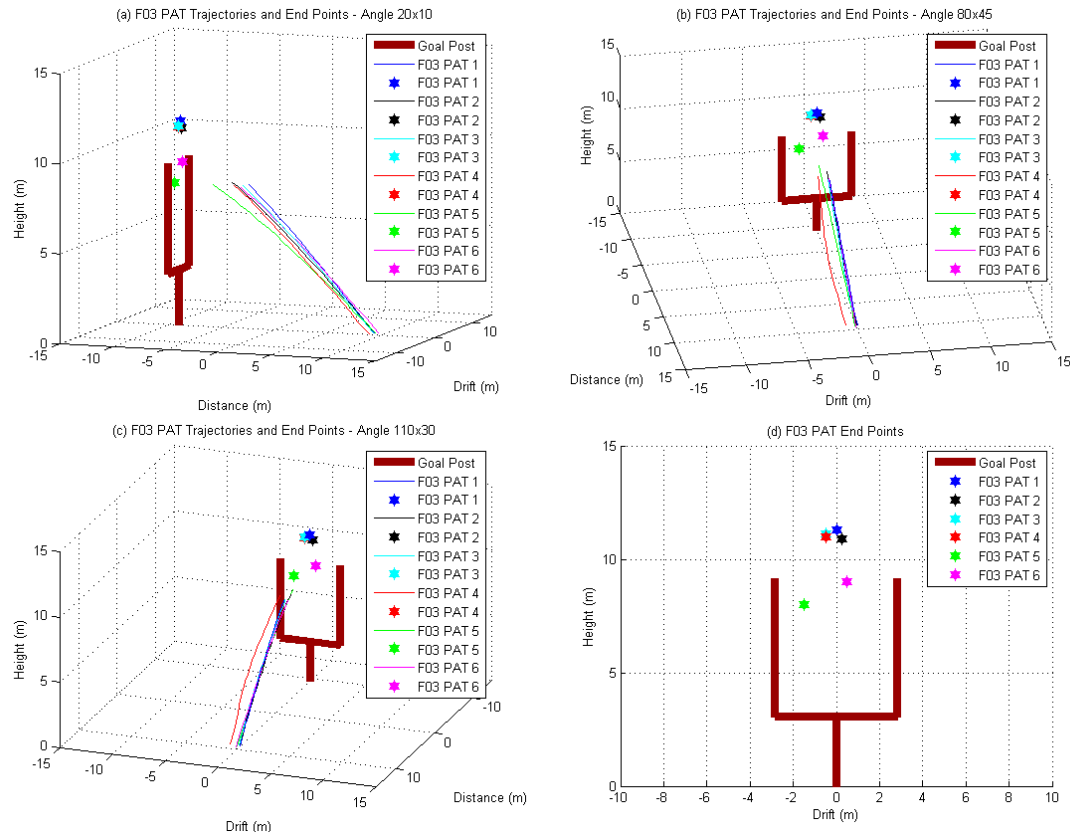 (a) F03 PAT Trajectories and End Points - Angle 20x10
15
10
5
0
Height (m)
-15
-10
-5
0
5
10
15
Distance (m)
-10
0
10
Drift (m)
Goal Post
F03 PAT 1
F03 PAT 1
F03 PAT 2
F03 PAT 2
F03 PAT 3
F03 PAT 3
F03 PAT 4
F03 PAT 4
F03 PAT 5
F03 PAT 5
F03 PAT 6
F03 PAT 6
(b) F03 PAT Trajectories and End Points - Angle 80x45
15
10
5
0
Height (m)
-15
-10
-5
0
5
10
15
Distance (m)
-15
-10
-5
0
5
10
15
Drift (m)
Goal Post
F03 PAT 1
F03 PAT 1
F03 PAT 2
F03 PAT 2
F03 PAT 3
F03 PAT 3
F03 PAT 4
F03 PAT 4
F03 PAT 5
F03 PAT 5
F03 PAT 6
F03 PAT 6
(c) F03 PAT Trajectories and End Points - Angle 110x30
15
10
5
0
Height (m)
-15
-10
-5
0
5
10
15
Drift (m)
-10
0
10
Distance (m)
Goal Post
F03 PAT 1
F03 PAT 1
F03 PAT 2
F03 PAT 2
F03 PAT 3
F03 PAT 3
F03 PAT 4
F03 PAT 4
F03 PAT 5
F03 PAT 5
F03 PAT 6
F03 PAT 6
(d) F03 PAT End Points
15
10
5
0
Height (m)
-10
-8
-6
-4
-2
0
2
4
6
8
10
Drift (m)
Goal Post
F03 PAT 1
F03 PAT 2
F03 PAT 3
F03 PAT 4
F03 PAT 5
F03 PAT 6